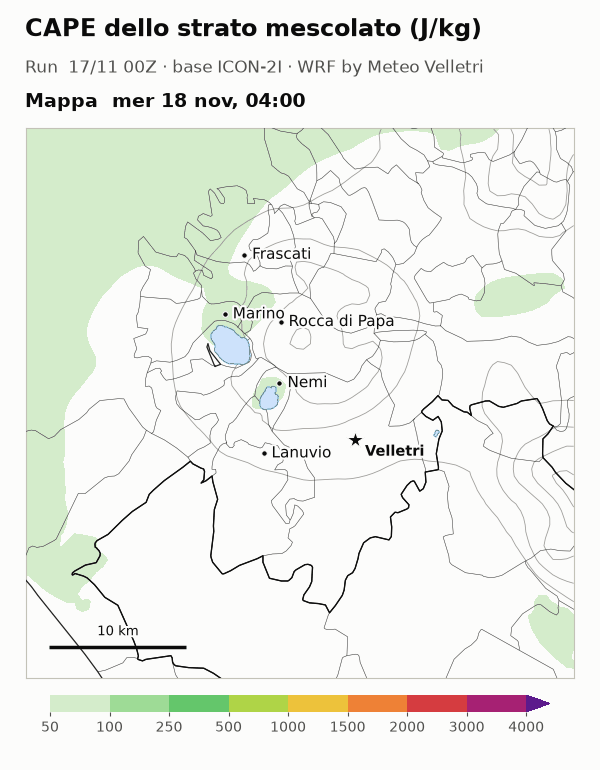 CAPE dello strato mescolato (J/kg)
Run  17/11 00Z · base ICON-2I · WRF by Meteo Velletri
Mappa  mer 18 nov, 04:00
Frascati
Marino
Rocca di Papa
Nemi
Velletri
Lanuvio
10 km
50 100 250 500 1000 1500 2000 3000 4000